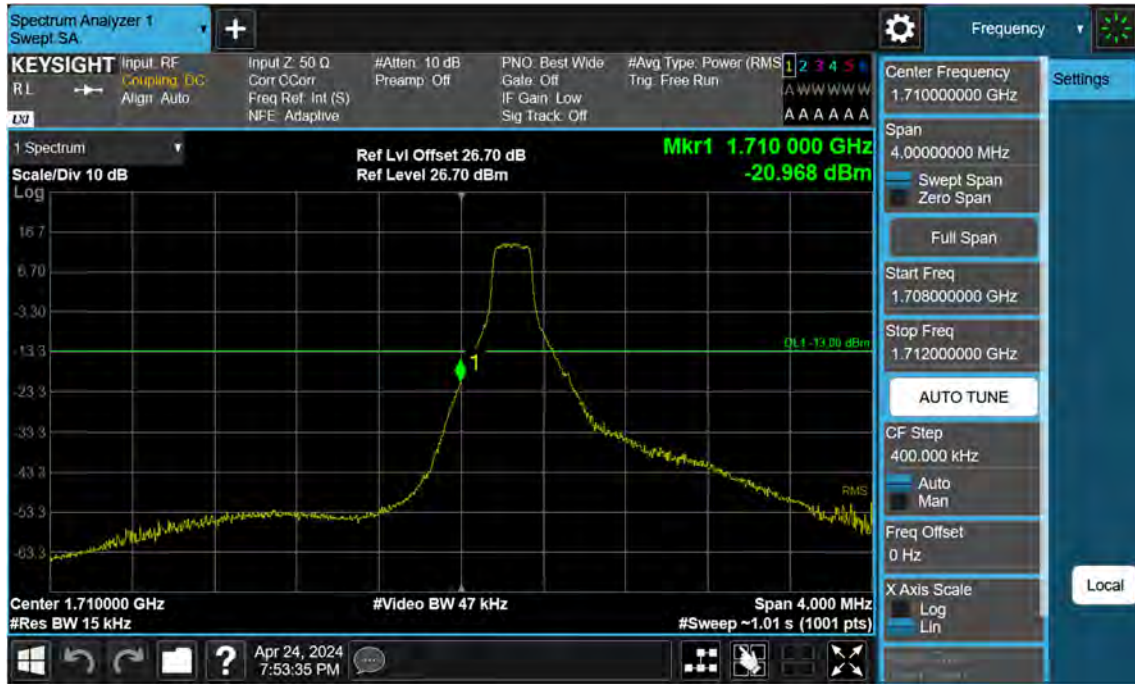 Spectrum Analyzer 1
Swept SA
+
Frequency
KEYSIGHT
RL
LXI
Input: RF
Coupling: DC
Align: Auto
Input Z: 50 Ω
Corr CCorr
Freq Ref: Int (S)
NFE: Adaptive
#Atten: 10 dB
Preamp: Off
PNO: Best Wide
Gate: Off
IF Gain: Low
Sig Track: Off
#Avg Type: Power (RMS
Trig: Free Run
1 2 3 4 5 6
A W W W W W
A A A A A A
1 Spectrum
Scale/Div 10 dB
Log
Ref Lvl Offset 26.70 dB
Ref Level 26.70 dBm
Mkr1 1.710 000 GHz
-20.968 dBm
16.7
6.70
-3.30
-13.3
-23.3
-33.3
-43.3
-53.3
-63.3
DL1 -13.00 dBm
1
RMS
Center 1.710000 GHz
#Res BW 15 kHz
#Video BW 47 kHz
Span 4.000 MHz
#Sweep ~1.01 s (1001 pts)
Center Frequency
1.710000000 GHz
Span
4.00000000 MHz
Swept Span
Zero Span
Full Span
Start Freq
1.708000000 GHz
Stop Freq
1.712000000 GHz
AUTO TUNE
CF Step
400.000 kHz
Auto
Man
Freq Offset
0 Hz
X Axis Scale
Log
Lin
Settings
Local
?
Apr 24, 2024
7:53:35 PM